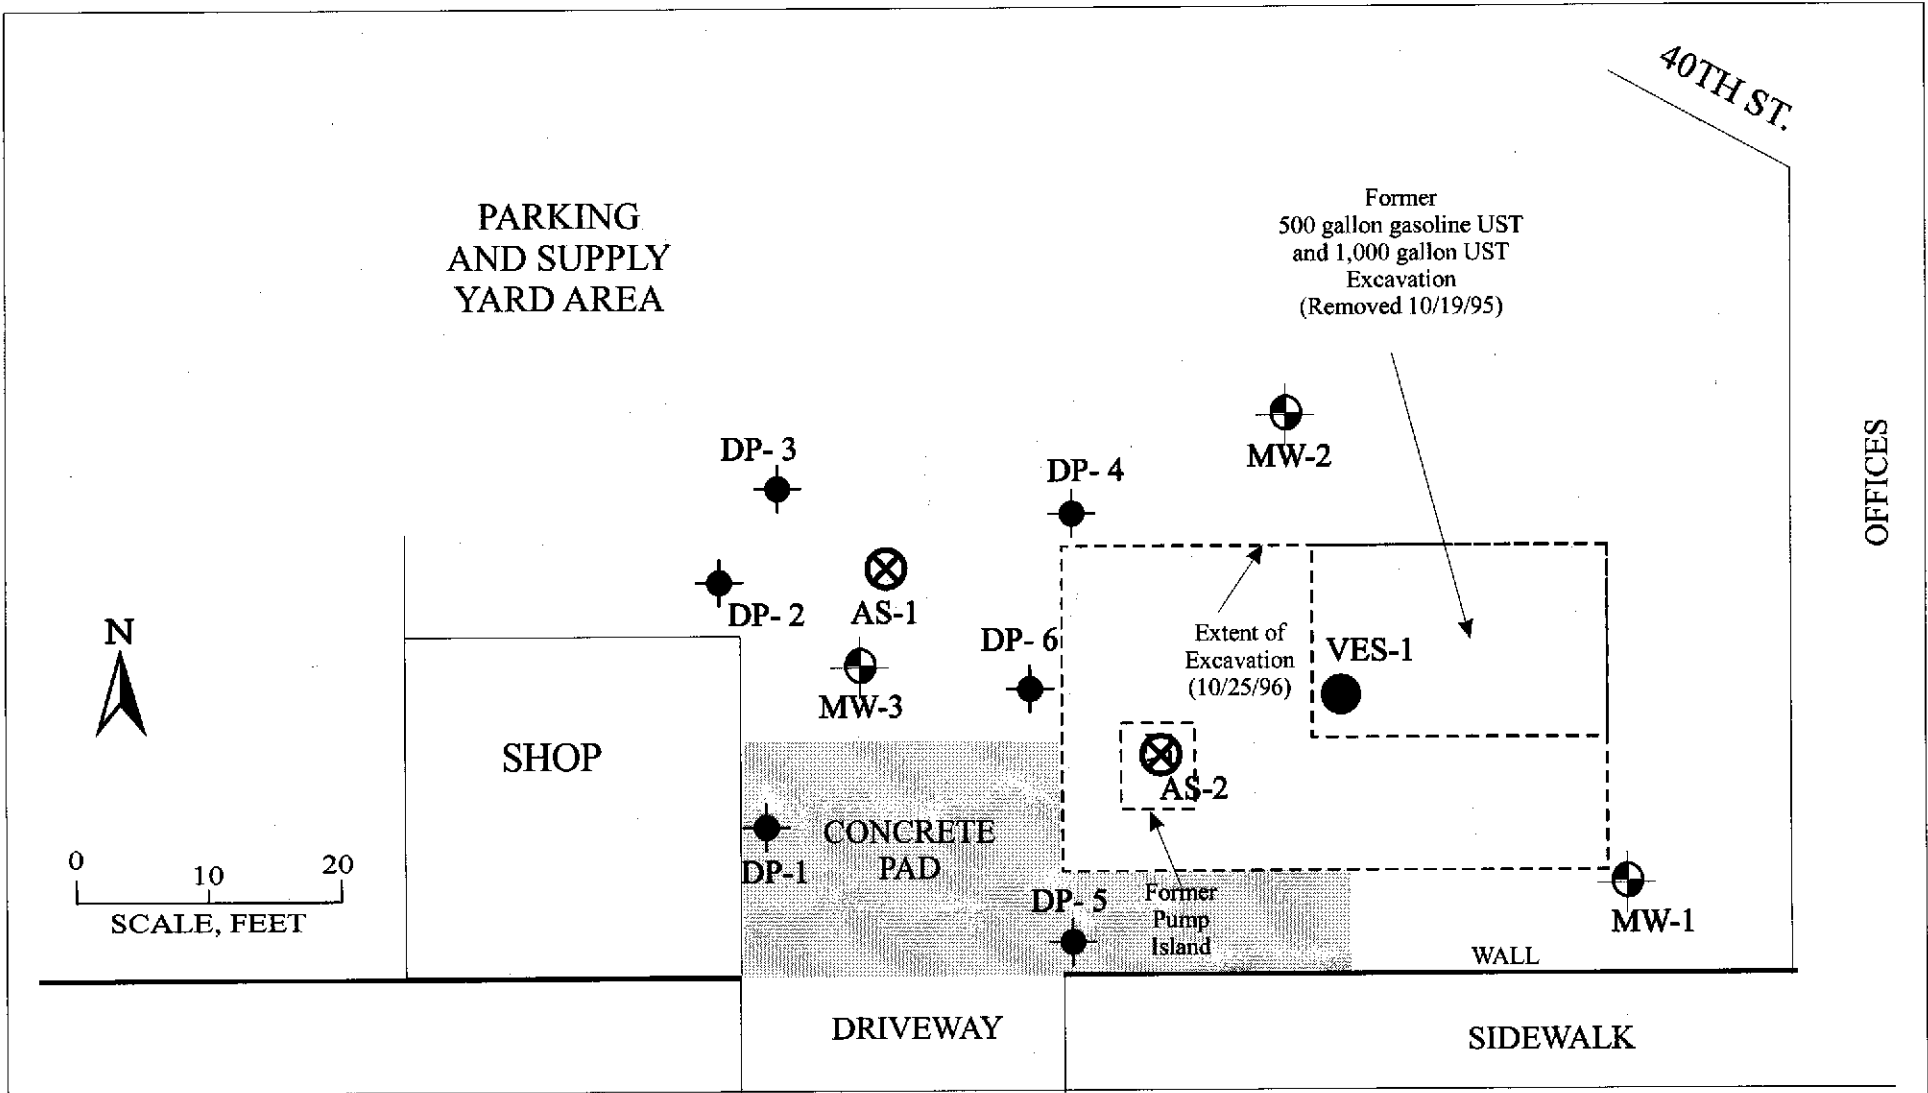 40TH ST.
PARKING
AND SUPPLY
YARD AREA
Former
500 gallon gasoline UST
and 1,000 gallon UST
Excavation
(Removed 10/19/95)
OFFICES
MW-2
DP- 3
DP- 4
DP- 2
AS-1
N
DP- 6
Extent of
Excavation
(10/25/96)
VES-1
MW-3
SHOP
AS-2
CONCRETE
PAD
DP-1
0 10 20
SCALE, FEET
DP- 5
Former
Pump
Island
MW-1
WALL
DRIVEWAY
SIDEWALK